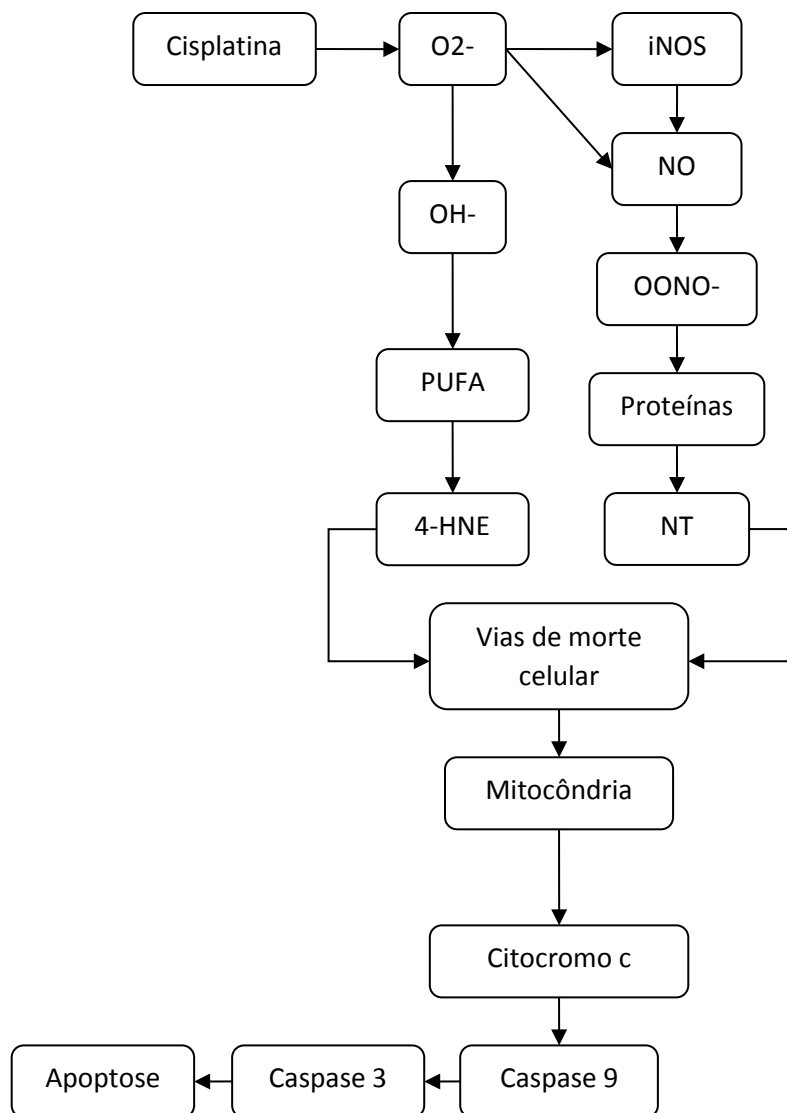 Cisplatina
O2-
iNOS
NO
OH-
OONO-
PUFA
Proteínas
4-HNE
NT
Vias de morte
celular
Mitocôndria
Citocromo c
Apoptose
Caspase 3
Caspase 9